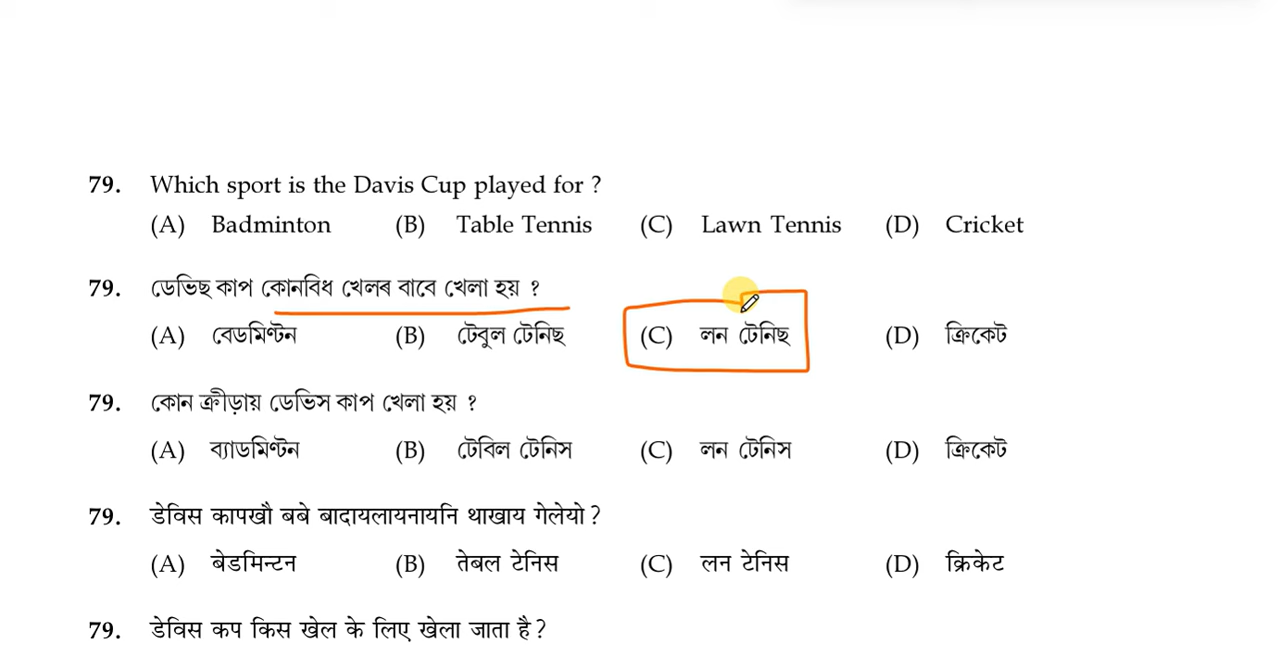 79. Which sport is the Davis Cup played for ?
(A) Badminton (B) Table Tennis (C) Lawn Tennis (D) Cricket
79. ডেভিছ কাপ কোনবিধ খেলৰ বাবে খেলা হয় ?
(A) বেডমিণ্টন (B) টেবুল টেনিছ (C) লন টেনিছ (D) ক্ৰিকেট
79. কোন ক্রীড়ায় ডেভিস কাপ খেলা হয় ?
(A) ব্যাডমিণ্টন (B) টেবিল টেনিস (C) লন টেনিস (D) ক্রিকেট
79. डेविस कापखौ बबे बादायलायनायनि थाखाय गेलेयो ?
(A) बेडमिन्टन (B) तेबल टेनिस (C) लन टेनिस (D) क्रिकेट
79. डेविस कप किस खेल के लिए खेला जाता है ?